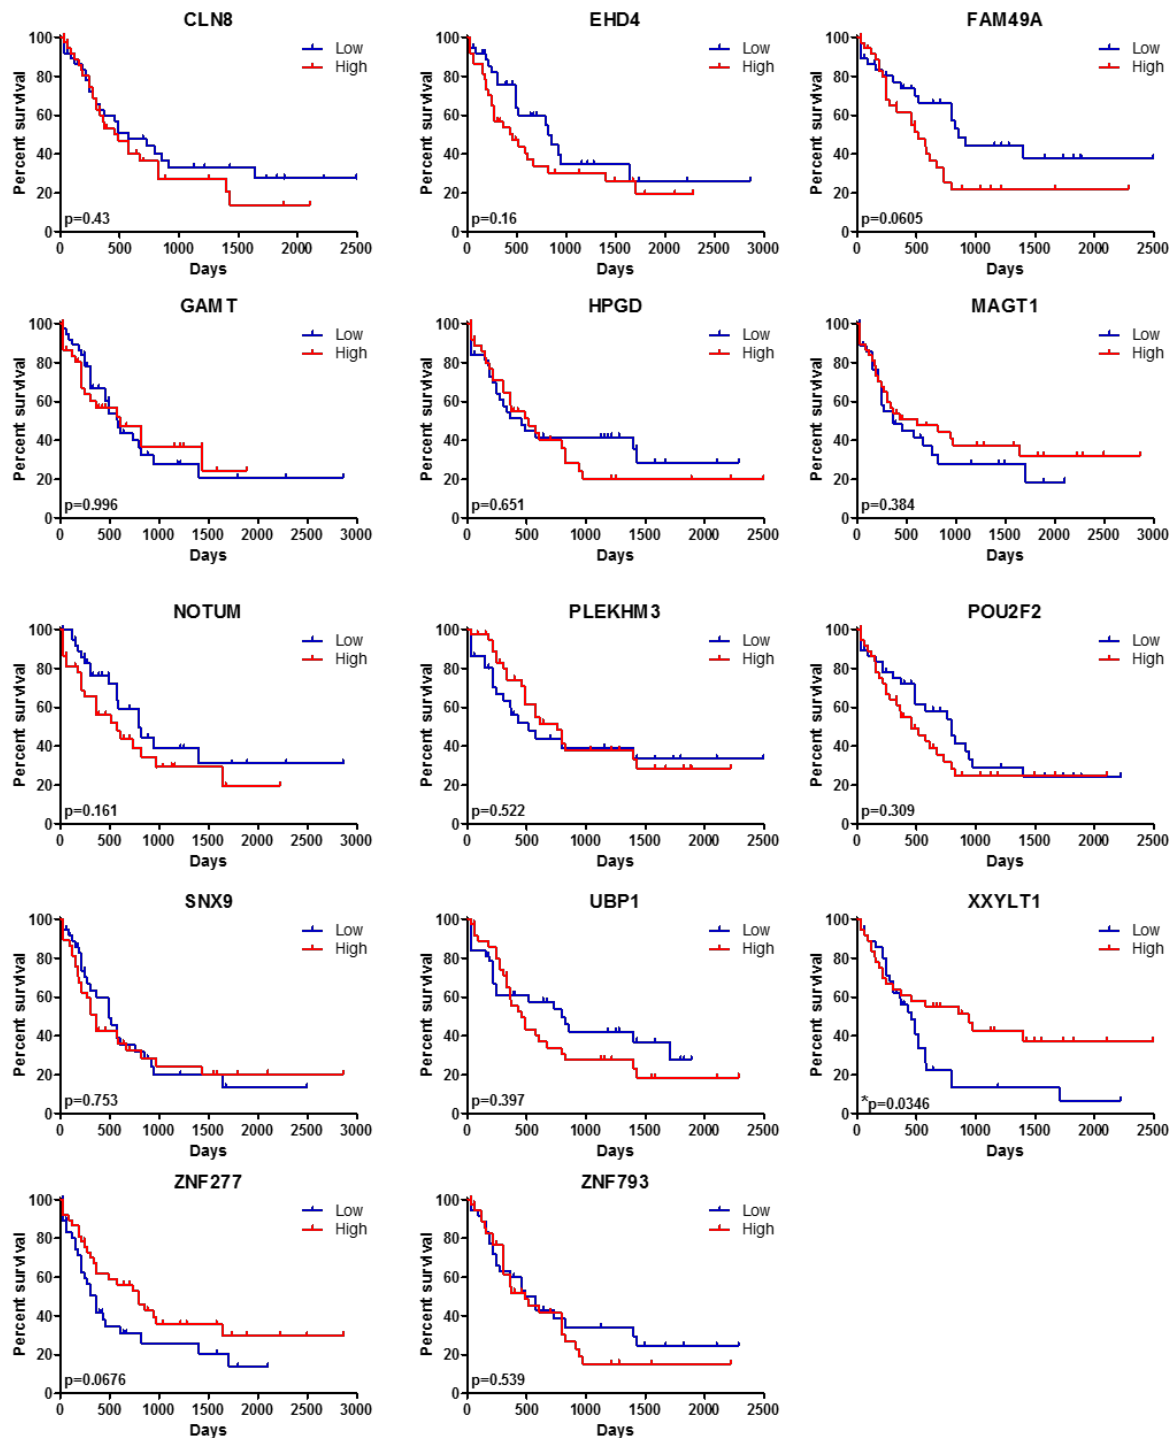 CLN8
EHD4
FAM49A
Percent survival
100
80
60
40
20
0
Low
High
p=0.43
0 500 1000 1500 2000 2500
Days
Percent survival
100
80
60
40
20
0
Low
High
p=0.16
0 500 1000 1500 2000 2500 3000
Days
Percent survival
100
80
60
40
20
0
Low
High
p=0.0605
0 500 1000 1500 2000 2500
Days
GAMT
HPGD
MAGT1
Percent survival
100
80
60
40
20
0
Low
High
p=0.996
0 500 1000 1500 2000 2500 3000
Days
Percent survival
100
80
60
40
20
0
Low
High
p=0.651
0 500 1000 1500 2000 2500
Days
Percent survival
100
80
60
40
20
0
Low
High
p=0.384
0 500 1000 1500 2000 2500 3000
Days
NOTUM
PLEKHM3
POU2F2
Percent survival
100
80
60
40
20
0
Low
High
p=0.161
0 500 1000 1500 2000 2500 3000
Days
Percent survival
100
80
60
40
20
0
Low
High
p=0.522
0 500 1000 1500 2000 2500
Days
Percent survival
100
80
60
40
20
0
Low
High
p=0.309
0 500 1000 1500 2000 2500
Days
SNX9
UBP1
XXYLT1
Percent survival
100
80
60
40
20
0
Low
High
p=0.753
0 500 1000 1500 2000 2500 3000
Days
Percent survival
100
80
60
40
20
0
Low
High
p=0.397
0 500 1000 1500 2000 2500
Days
Percent survival
100
80
60
40
20
0
Low
High
*p=0.0346
0 500 1000 1500 2000 2500
Days
ZNF277
ZNF793
Percent survival
100
80
60
40
20
0
Low
High
p=0.0676
0 500 1000 1500 2000 2500 3000
Days
Percent survival
100
80
60
40
20
0
Low
High
p=0.539
0 500 1000 1500 2000 2500
Days